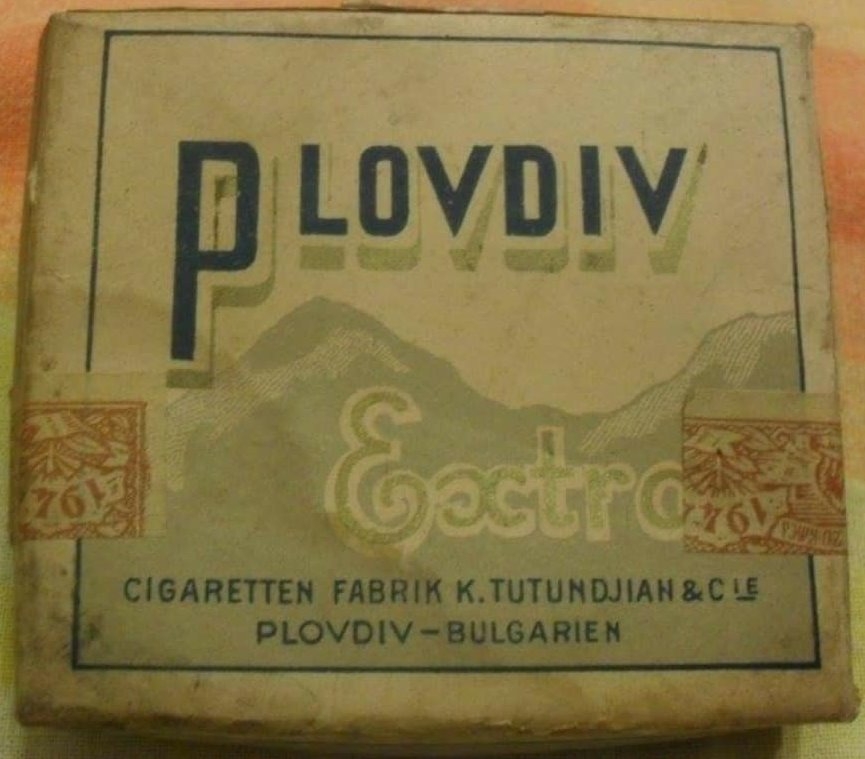 PLOVDIV
Extra
CIGARETTEN FABRIK K. TUTUNDJIAN & CIE
PLOVDIV – BULGARIEN